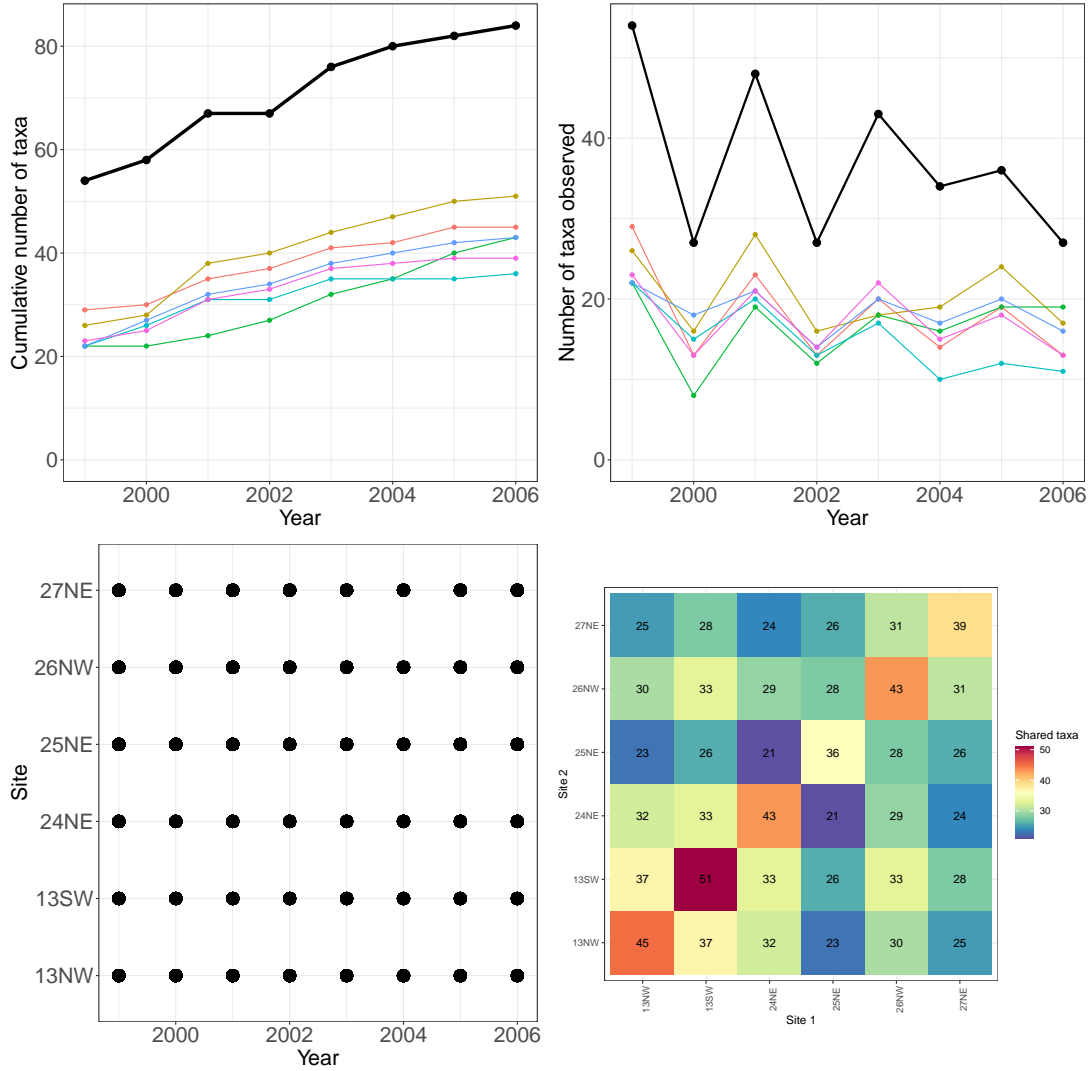 Cumulative number of taxa
80
60
40
20
0
2000 2002 2004 2006
Year
Number of taxa observed
40
20
0
2000 2002 2004 2006
Year
Site
27NE
26NW
25NE
24NE
13SW
13NW
2000 2002 2004 2006
Year
Site 2
27NE 25 28 24 26 31 39
26NW 30 33 29 28 43 31
25NE 23 26 21 36 28 26
24NE 32 33 43 21 29 24
13SW 37 51 33 26 33 28
13NW 45 37 32 23 30 25
13NW 13SW 24NE 25NE 26NW 27NE
Site 1
Shared taxa
50
40
30